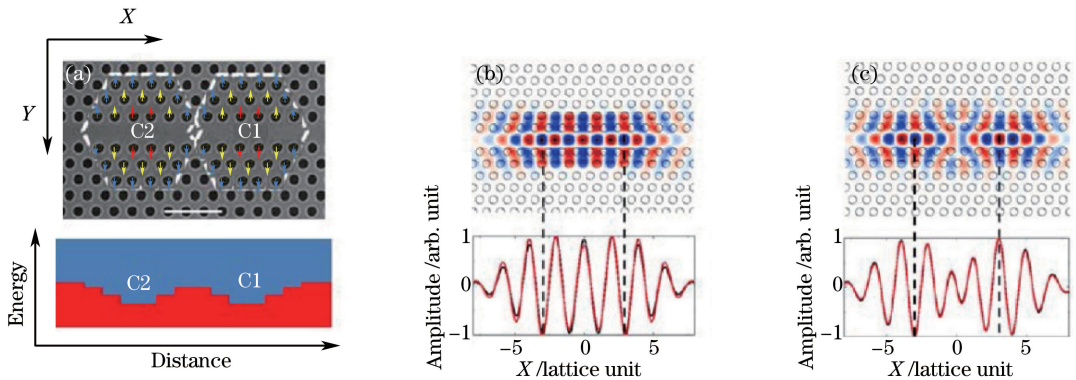 X
Y
(a)
C2
C1
C2
C1
Energy
Distance
(b)
Amplitude /arb. unit
1
0
−1
−5
0
5
X /lattice unit
(c)
Amplitude /arb. unit
1
0
−1
−5
0
5
X /lattice unit